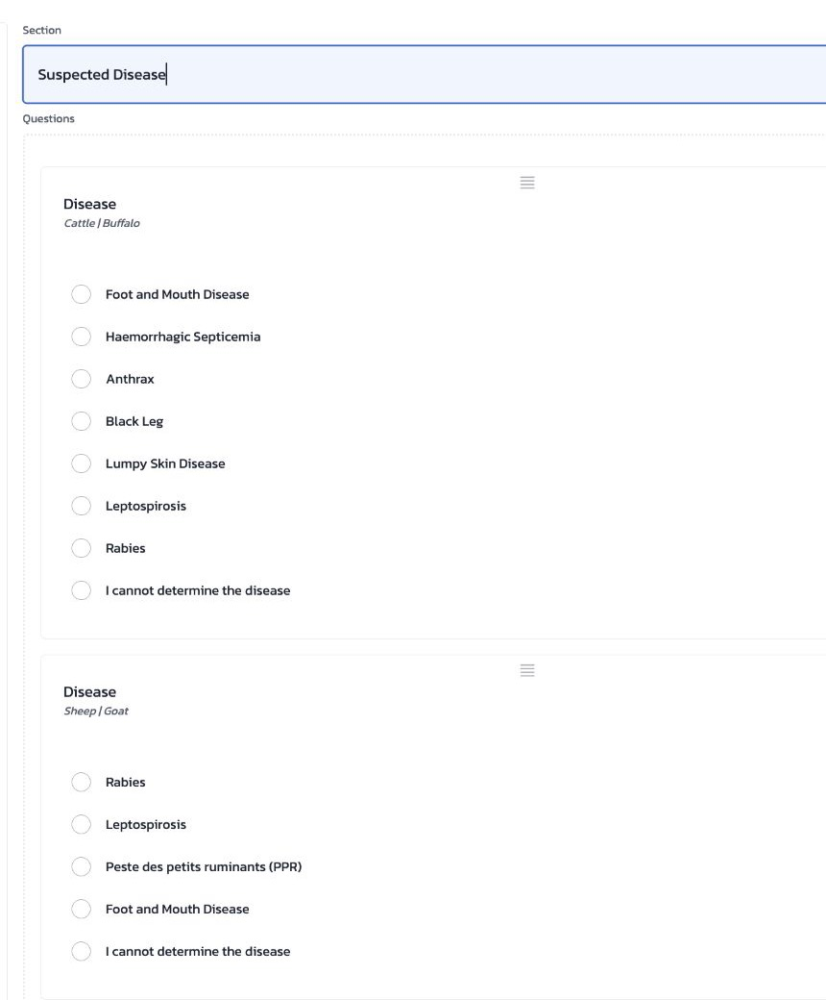 Section
Suspected Disease
Questions
Disease
Cattle | Buffalo
Foot and Mouth Disease
Haemorrhagic Septicemia
Anthrax
Black Leg
Lumpy Skin Disease
Leptospirosis
Rabies
I cannot determine the disease
Disease
Sheep | Goat
Rabies
Leptospirosis
Peste des petits ruminants (PPR)
Foot and Mouth Disease
I cannot determine the disease